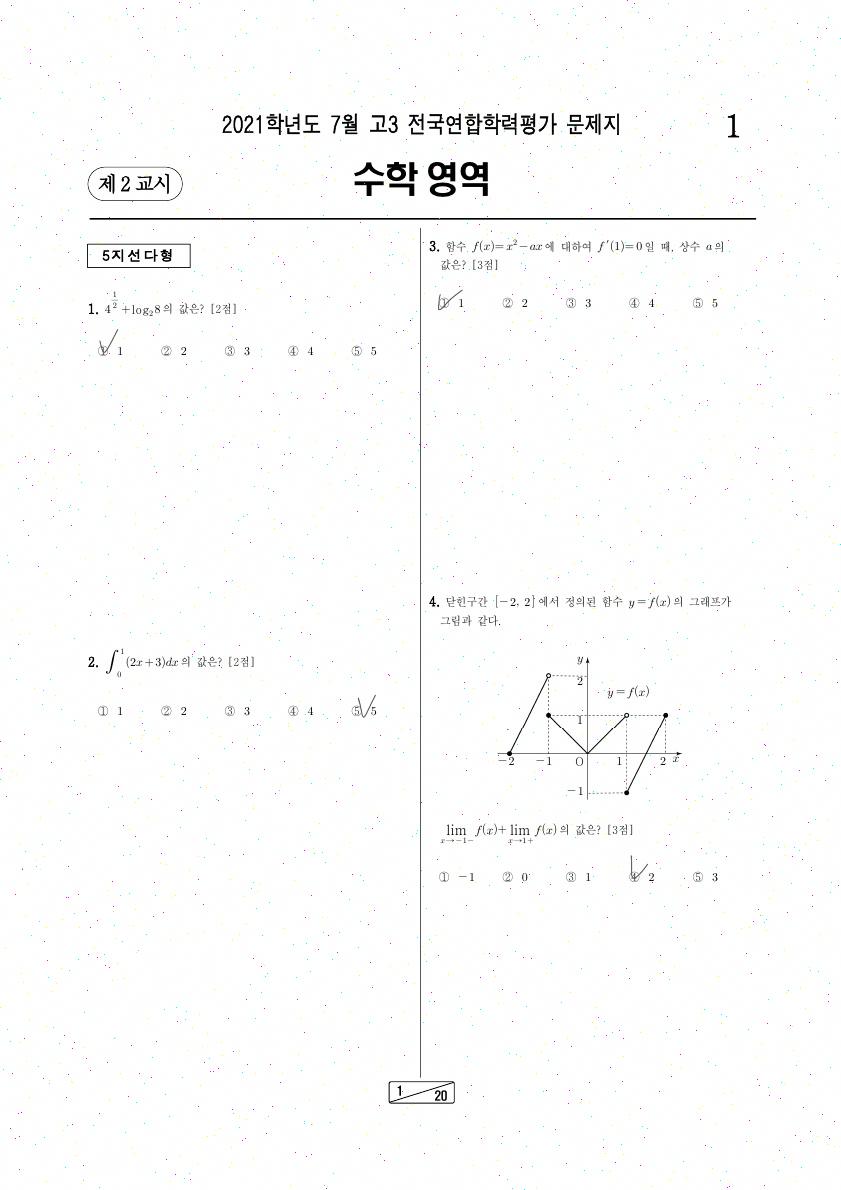 2021학년도 7월 고3 전국연합학력평가 문제지
1
제 2 교시
수학 영역
5지선다형
1. 4^{1/2} + log₂8 의 값은? [2점]
① 1 ② 2 ③ 3 ④ 4 ⑤ 5
2. ∫₀¹ (2x+3)dx 의 값은? [2점]
① 1 ② 2 ③ 3 ④ 4 ⑤ 5
3. 함수 f(x)=x²-ax 에 대하여 f′(1)=0 일 때, 상수 a의
값은? [3점]
① 1 ② 2 ③ 3 ④ 4 ⑤ 5
4. 닫힌구간 [-2, 2]에서 정의된 함수 y=f(x)의 그래프가
그림과 같다.
y
2
y=f(x)
1
-2 -1 O 1 2 x
-1
lim_{x→-1-} f(x) + lim_{x→1+} f(x) 의 값은? [3점]
① -1 ② 0 ③ 1 ④ 2 ⑤ 3
1
20